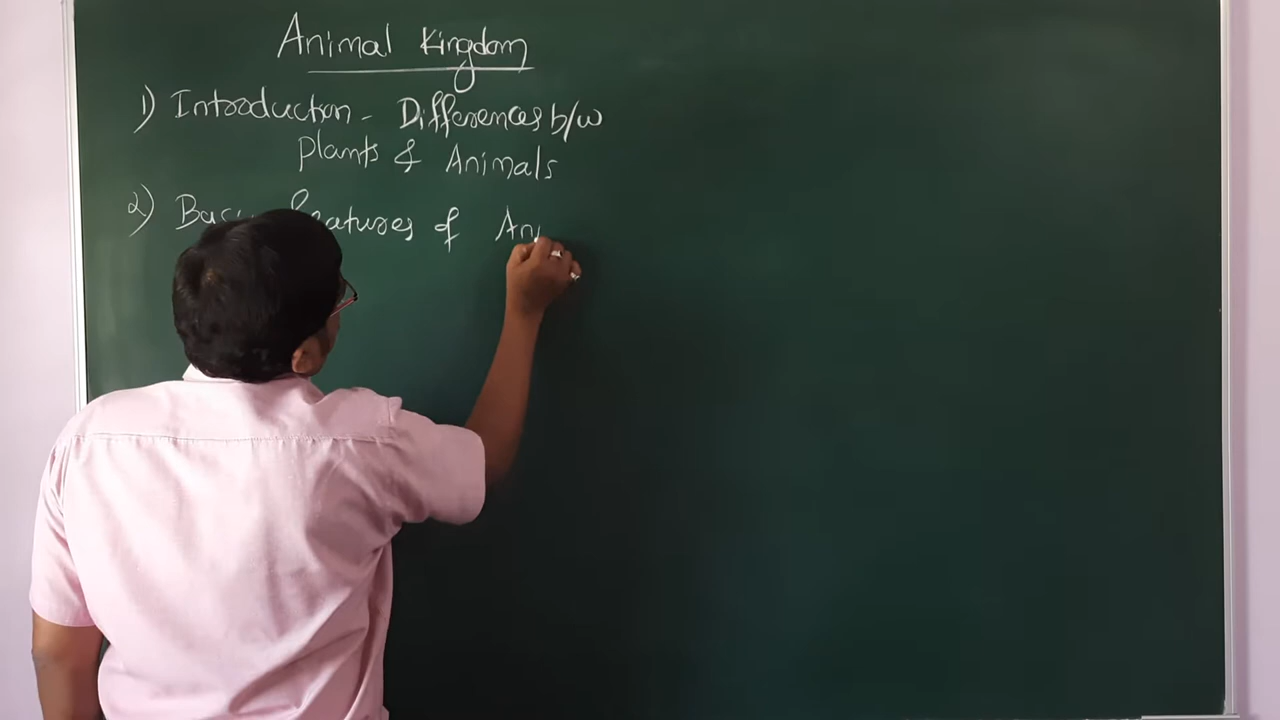 Animal Kingdom
1) Introduction - Differences b/w
Plants & Animals
2) features of